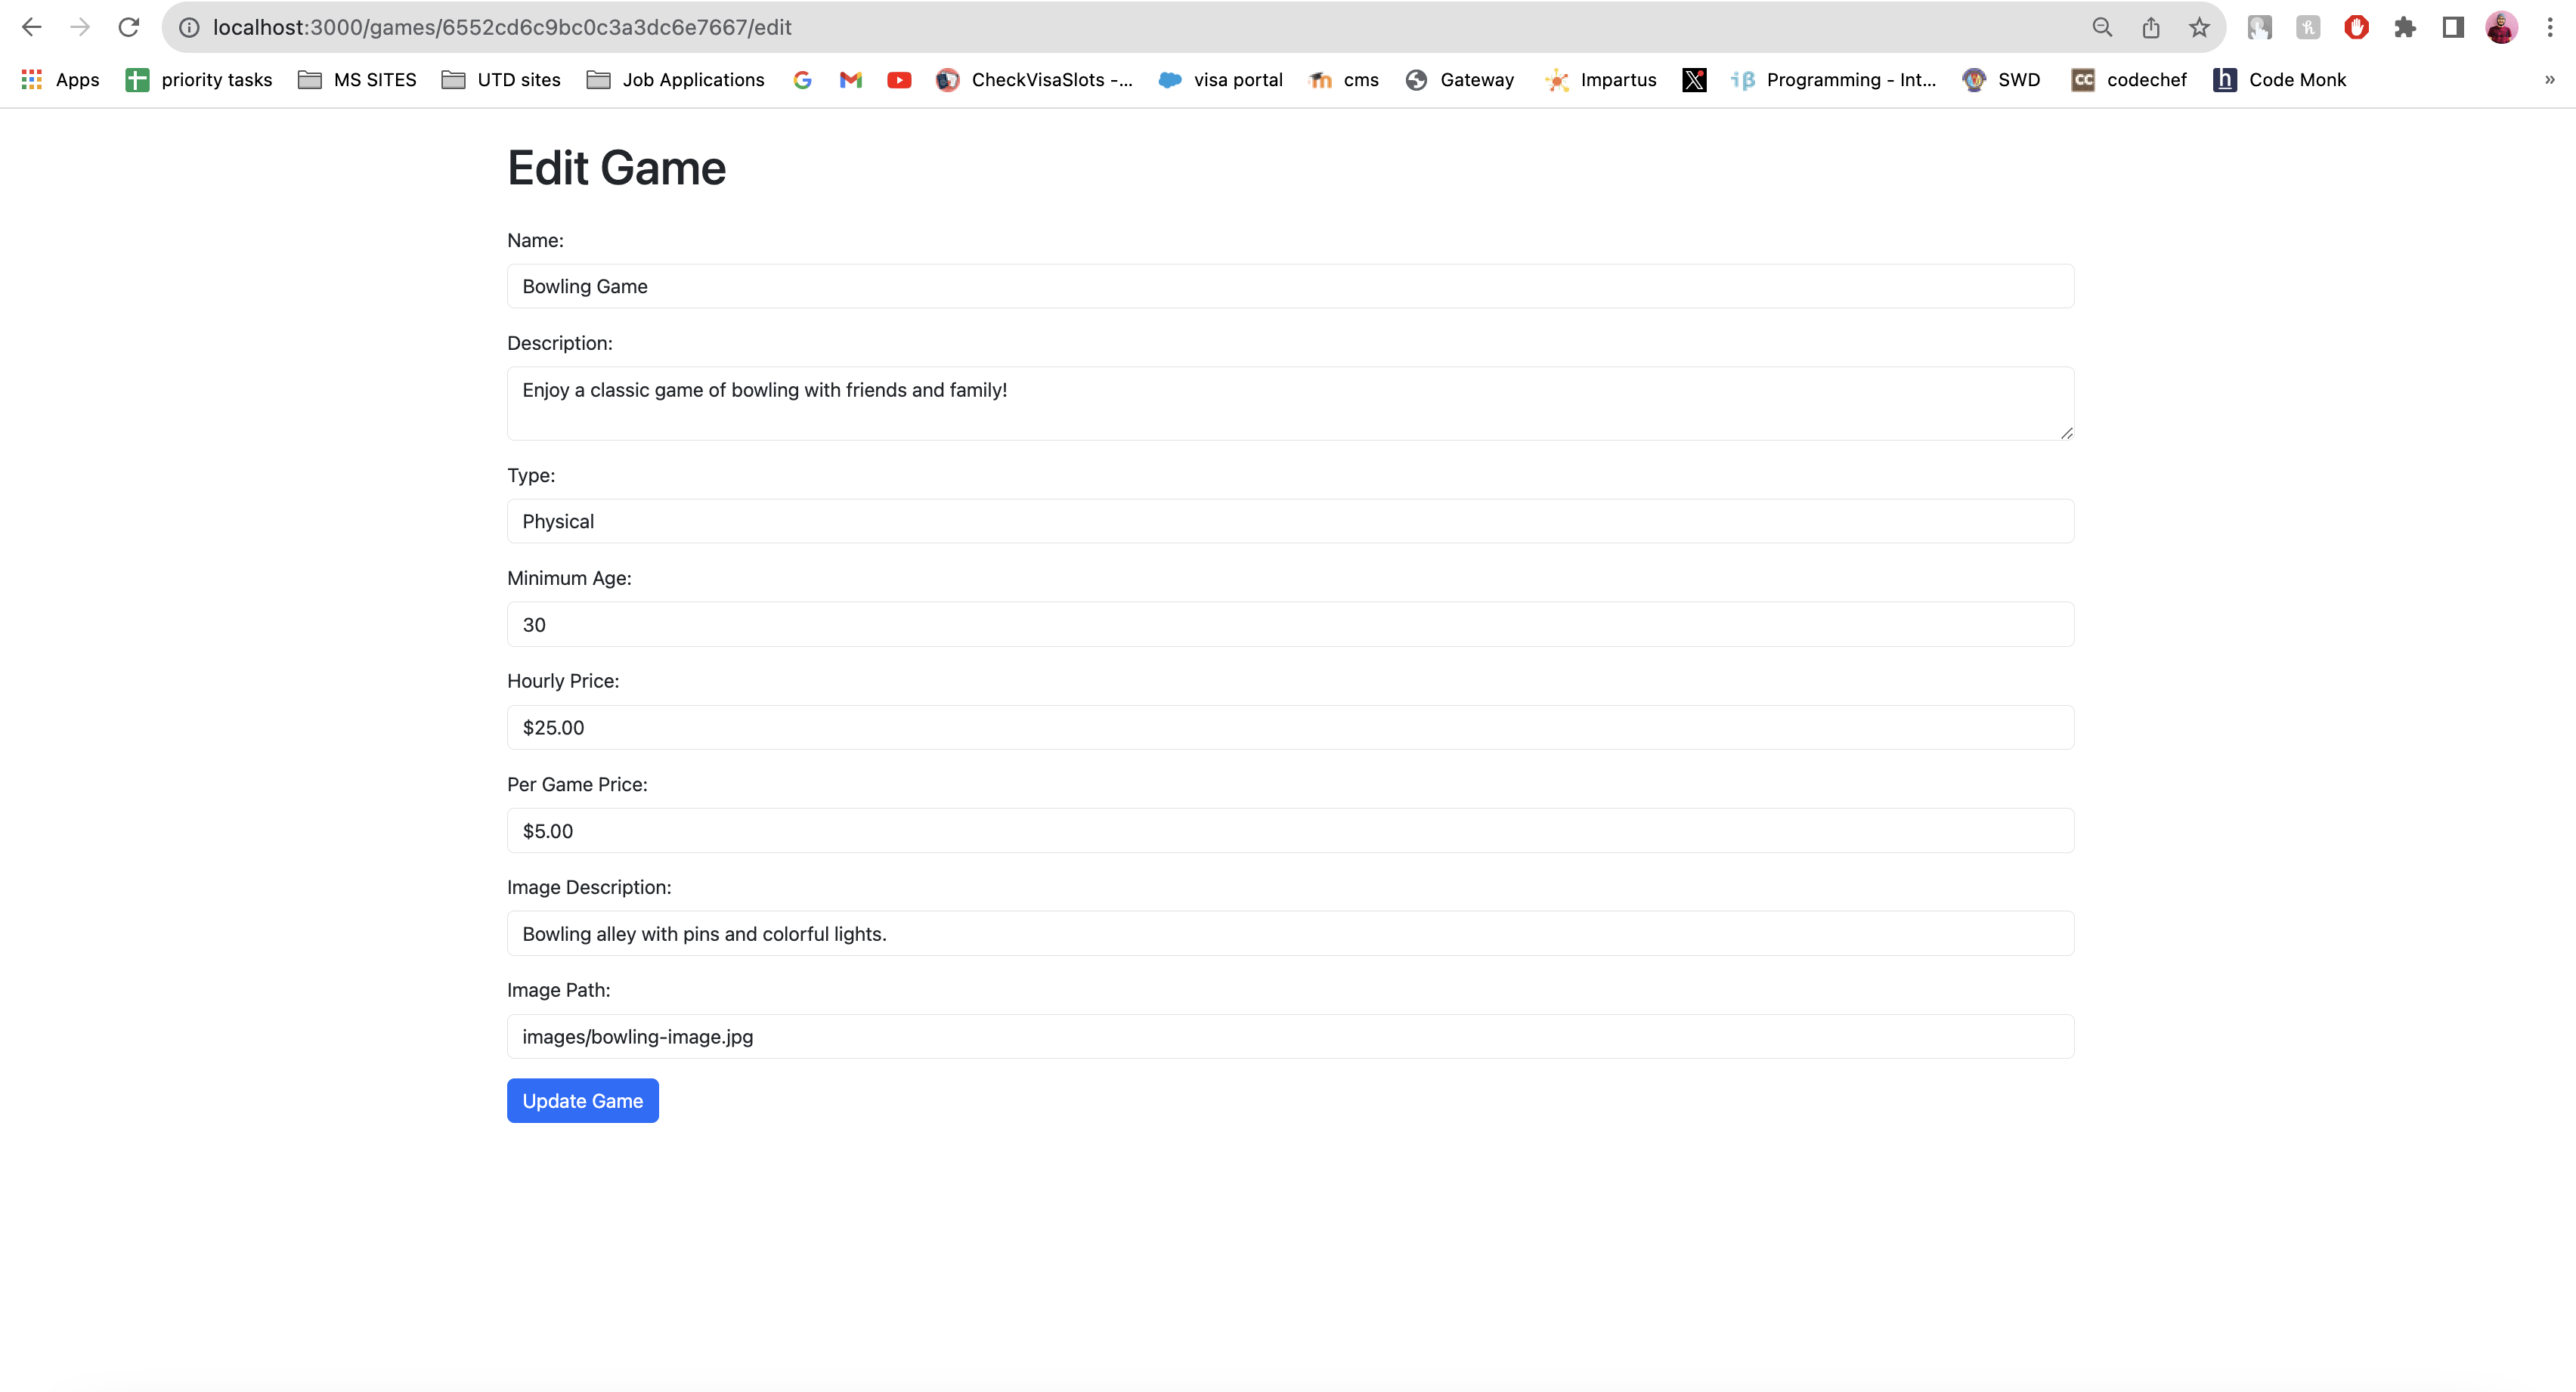 localhost:3000/games/6552cd6c9bc0c3a3dc6e7667/edit
Apps priority tasks MS SITES UTD sites Job Applications CheckVisaSlots -... visa portal cms Gateway Impartus Programming - Int... SWD CC codechef h Code Monk »
Edit Game
Name:
Bowling Game
Description:
Enjoy a classic game of bowling with friends and family!
Type:
Physical
Minimum Age:
30
Hourly Price:
$25.00
Per Game Price:
$5.00
Image Description:
Bowling alley with pins and colorful lights.
Image Path:
images/bowling-image.jpg
Update Game